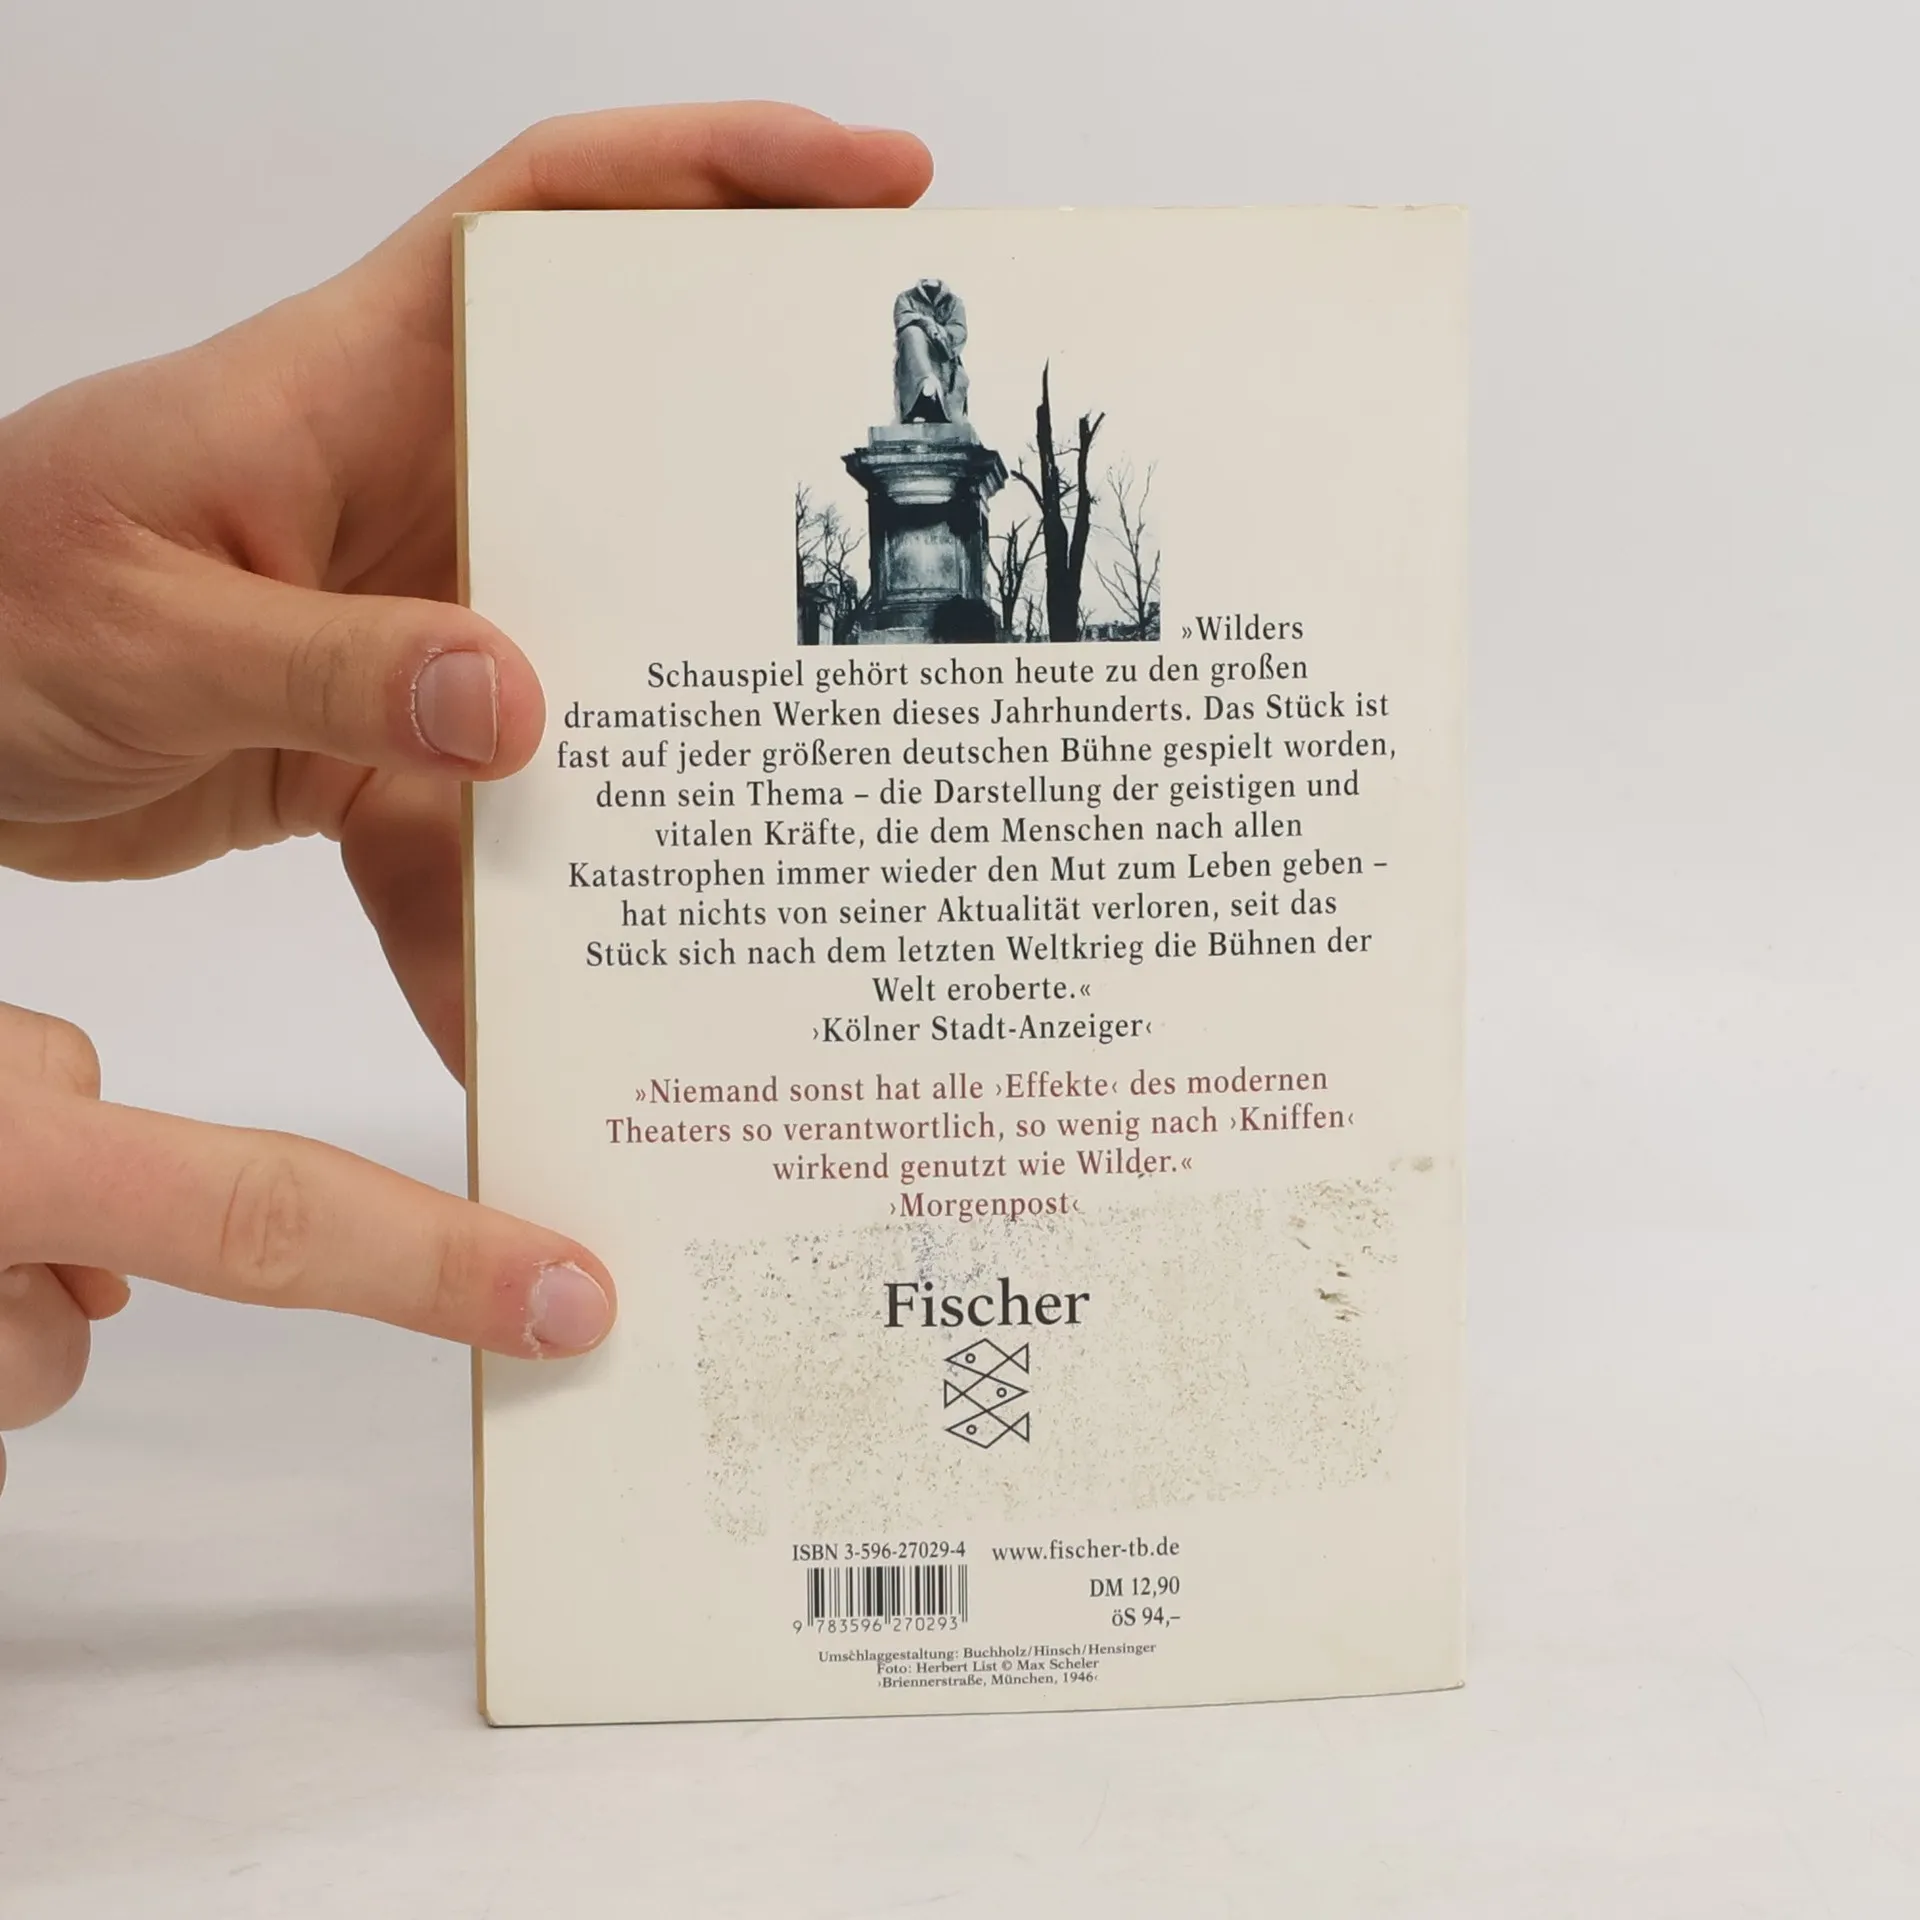 »Wilders
Schauspiel gehört schon heute zu den großen
dramatischen Werken dieses Jahrhunderts. Das Stück ist
fast auf jeder größeren deutschen Bühne gespielt worden,
denn sein Thema – die Darstellung der geistigen und
vitalen Kräfte, die dem Menschen nach allen
Katastrophen immer wieder den Mut zum Leben geben –
hat nichts von seiner Aktualität verloren, seit das
Stück sich nach dem letzten Weltkrieg die Bühnen der
Welt eroberte.«
›Kölner Stadt-Anzeiger‹
»Niemand sonst hat alle ›Effekte‹ des modernen
Theaters so verantwortlich, so wenig nach ›Kniffen‹
wirkend genutzt wie Wilder.«
›Morgenpost‹
Fischer
ISBN 3-596-27029-4 www.fischer-tb.de
DM 12,90
öS 94,–
9 783596 270293
Umschlaggestaltung: Buchholz/Hinsch/Hensinger
Foto: Herbert List © Max Scheler
›Briennerstraße, München, 1946‹